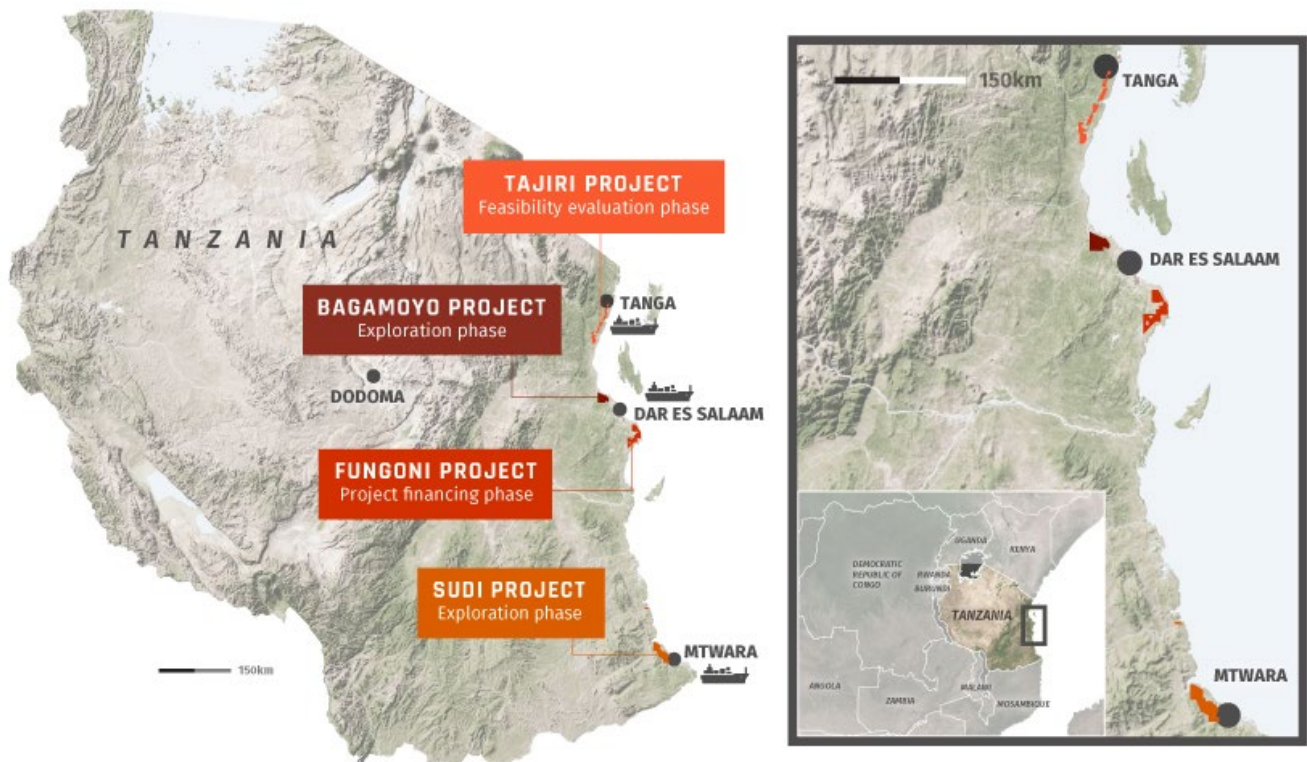 TAJIRI PROJECT
Feasibility evaluation phase
TANZANIA
BAGAMOYO PROJECT
Exploration phase
TANGA
DODOMA
DAR ES SALAAM
FUNGONI PROJECT
Project financing phase
SUDI PROJECT
Exploration phase
MTWARA
150km
150km
TANGA
DAR ES SALAAM
MTWARA
UGANDA
KENYA
DEMOCRATIC
REPUBLIC OF
CONGO
RWANDA
BURUNDI
TANZANIA
ANGOLA
ZAMBIA
MALAWI
MOZAMBIQUE